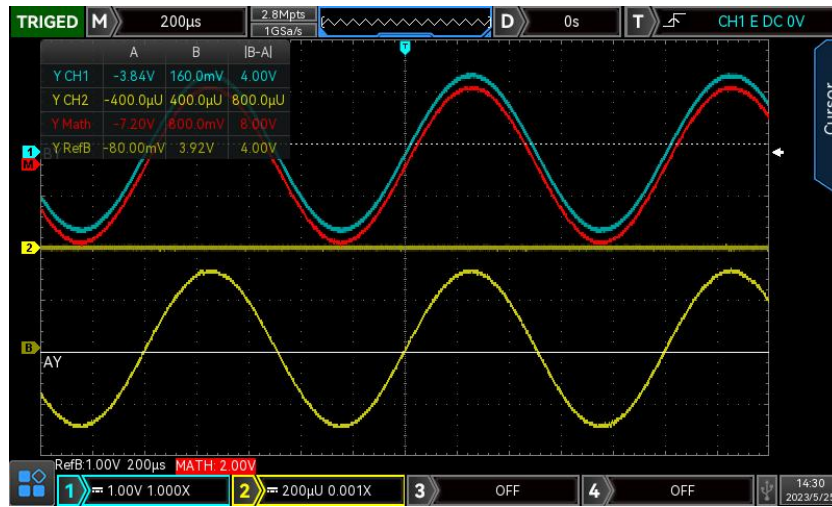 TRIGED M 200μs 2.8Mpts D 0s T CH1 E DC 0V
1GSa/s
A B |B-A|
Y CH1 -3.84V 160.0mV 4.00V
Y CH2 -400.0μU 400.0μU 800.0μU
Y Math -7.20V 800.0mV 8.00V
Y RefB -80.00mV 3.92V 4.00V
T
Cursor
1
BY
M
2
B
AY
RefB:1.00V 200μs MATH: 2.00V
1 1.00V 1.000X 2 200μU 0.001X 3 OFF 4 OFF 14:30
2023/5/25